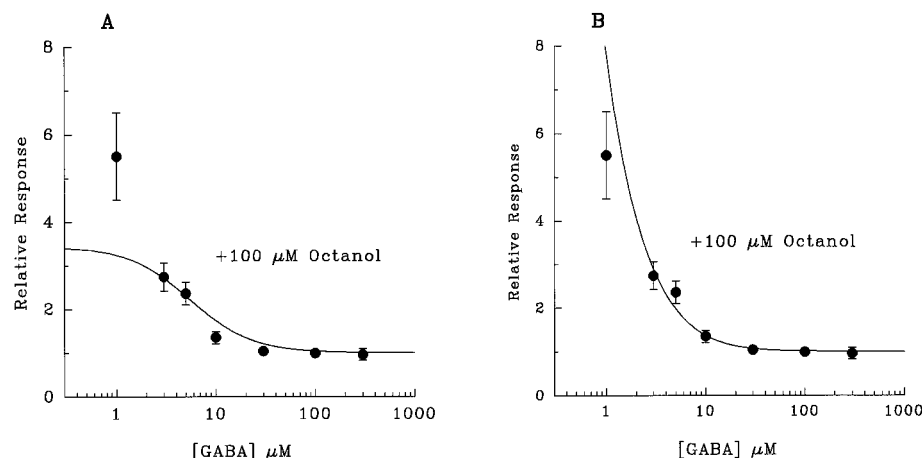 A
8
6
4
2
0
Relative Response
+100 μM Octanol
1
10
100
1000
[GABA] μM
B
8
6
4
2
0
Relative Response
+100 μM Octanol
1
10
100
1000
[GABA] μM